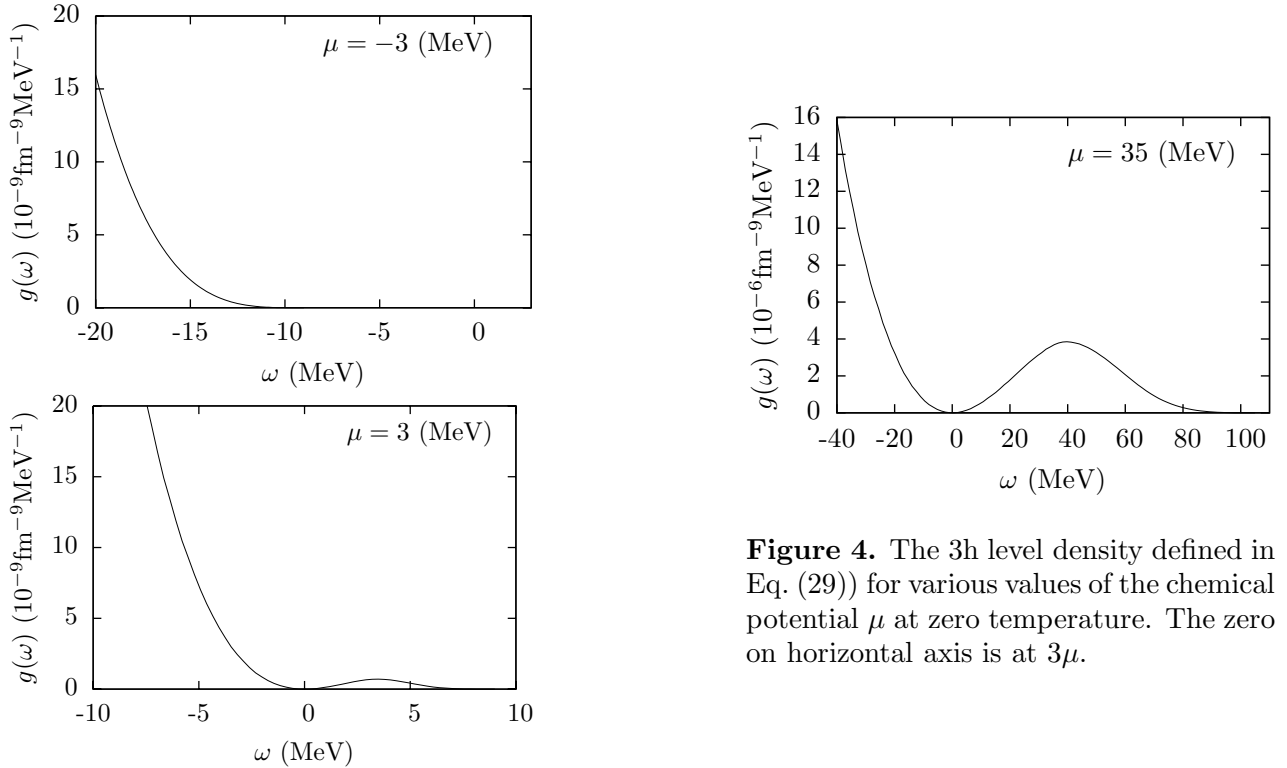 20
15
10
5
0
-20 -15 -10 -5 0
g(ω) (10⁻⁹fm⁻⁹MeV⁻¹)
ω (MeV)
μ = −3 (MeV)
20
15
10
5
0
-10 -5 0 5 10
g(ω) (10⁻⁹fm⁻⁹MeV⁻¹)
ω (MeV)
μ = 3 (MeV)
16
14
12
10
8
6
4
2
0
-40 -20 0 20 40 60 80 100
g(ω) (10⁻⁶fm⁻⁹MeV⁻¹)
ω (MeV)
μ = 35 (MeV)
Figure 4. The 3h level density defined in
Eq. (29)) for various values of the chemical
potential μ at zero temperature. The zero
on horizontal axis is at 3μ.